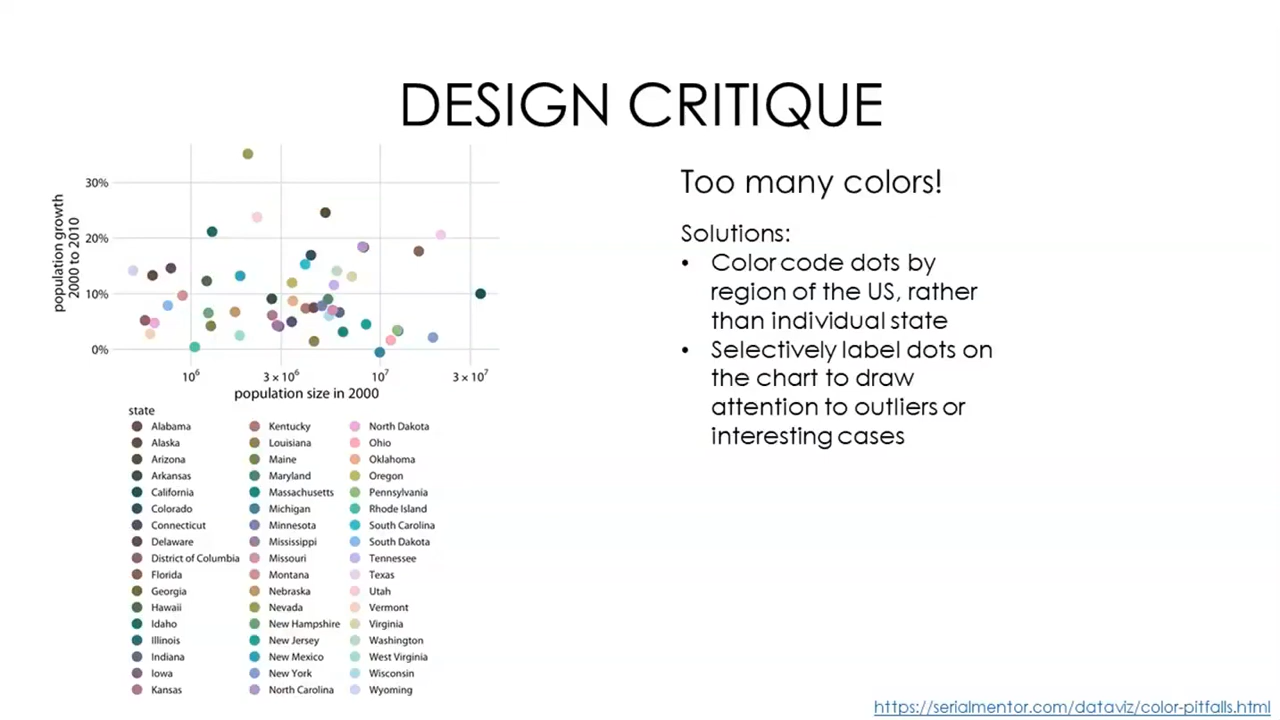 DESIGN CRITIQUE
population growth
2000 to 2010
30%
20%
10%
0%
10⁶
3 × 10⁶
10⁷
3 × 10⁷
population size in 2000
state
Alabama
Alaska
Arizona
Arkansas
California
Colorado
Connecticut
Delaware
District of Columbia
Florida
Georgia
Hawaii
Idaho
Illinois
Indiana
Iowa
Kansas
Kentucky
Louisiana
Maine
Maryland
Massachusetts
Michigan
Minnesota
Mississippi
Missouri
Montana
Nebraska
Nevada
New Hampshire
New Jersey
New Mexico
New York
North Carolina
North Dakota
Ohio
Oklahoma
Oregon
Pennsylvania
Rhode Island
South Carolina
South Dakota
Tennessee
Texas
Utah
Vermont
Virginia
Washington
West Virginia
Wisconsin
Wyoming
Too many colors!
Solutions:
• Color code dots by
region of the US, rather
than individual state
• Selectively label dots on
the chart to draw
attention to outliers or
interesting cases
https://serialmentor.com/dataviz/color-pitfalls.html